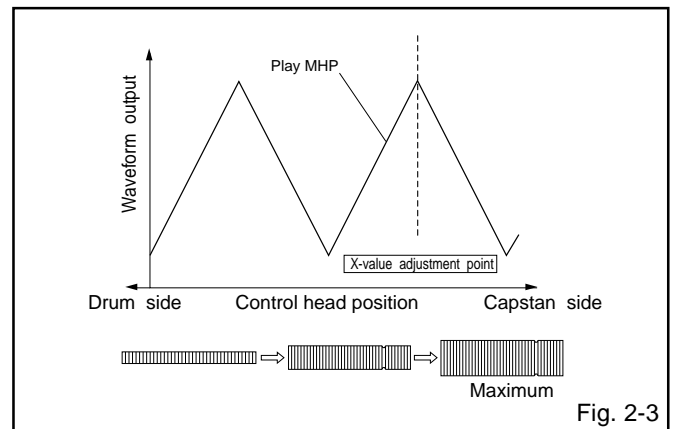 Play MHP
Waveform output
X-value adjustment point
Drum side
Control head position
Capstan side
Maximum
Fig. 2-3